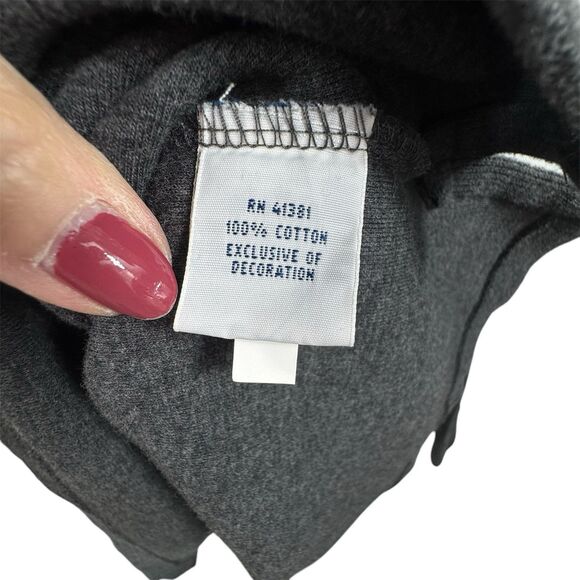 RN 41381
100% COTTON
EXCLUSIVE OF
DECORATION